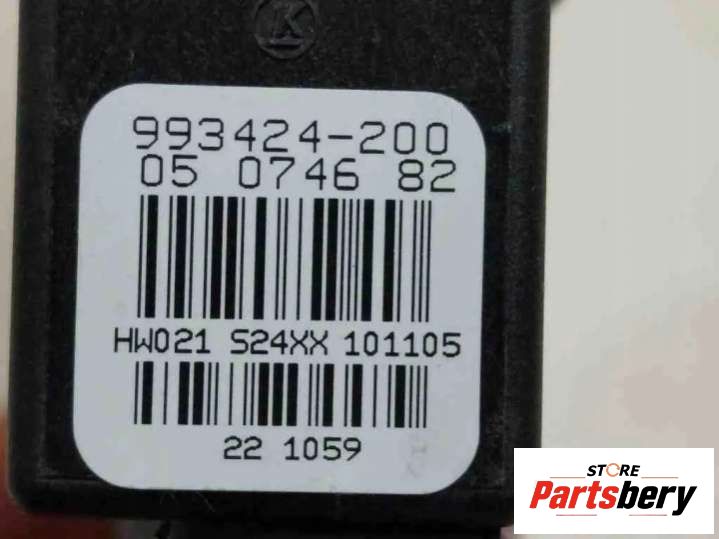 K
993424-200
05 0746 82
HW021 S24XX 101105
22 1059
STORE
Partsbery